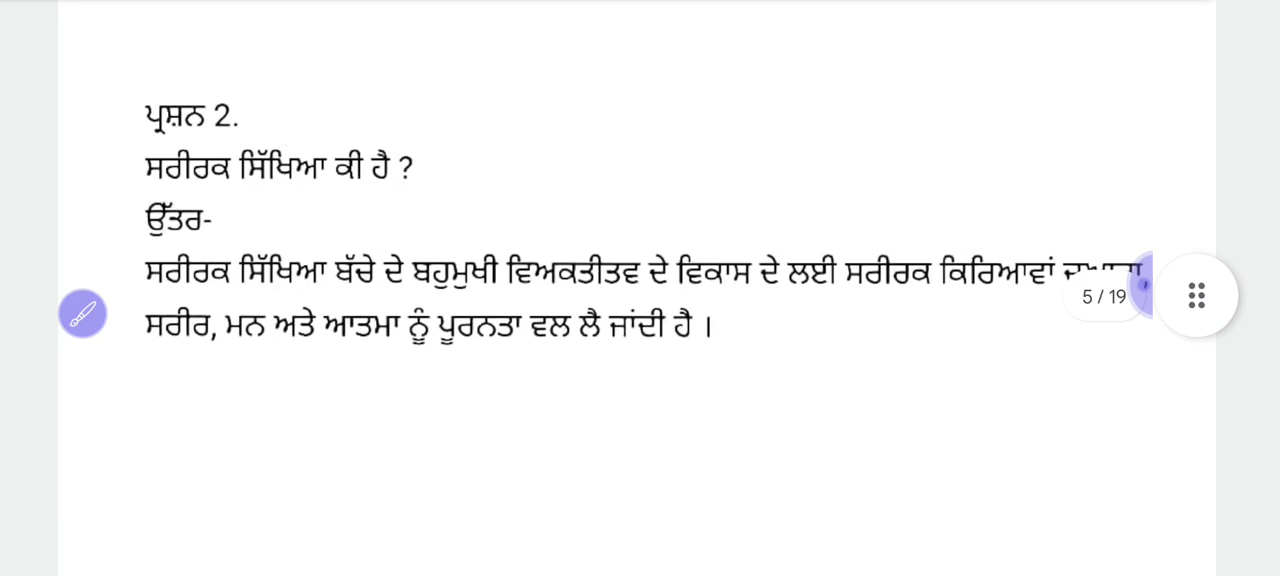 ਪ੍ਰਸ਼ਨ 2.
ਸਰੀਰਕ ਸਿੱਖਿਆ ਕੀ ਹੈ ?
ਉੱਤਰ-
ਸਰੀਰਕ ਸਿੱਖਿਆ ਬੱਚੇ ਦੇ ਬਹੁਮੁਖੀ ਵਿਅਕਤੀਤਵ ਦੇ ਵਿਕਾਸ ਦੇ ਲਈ ਸਰੀਰਕ ਕਿਰਿਆਵਾਂ
5 / 19
ਸਰੀਰ, ਮਨ ਅਤੇ ਆਤਮਾ ਨੂੰ ਪੂਰਨਤਾ ਵਲ ਲੈ ਜਾਂਦੀ ਹੈ ।